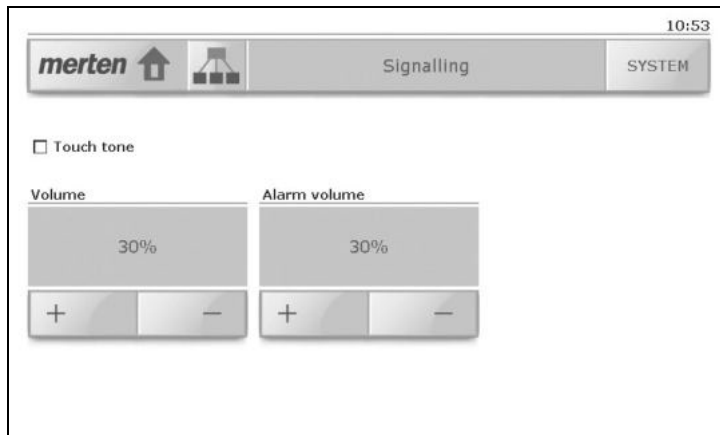 10:53
merten Signalling SYSTEM
Touch tone
Volume Alarm volume
30% 30%
+ − + −